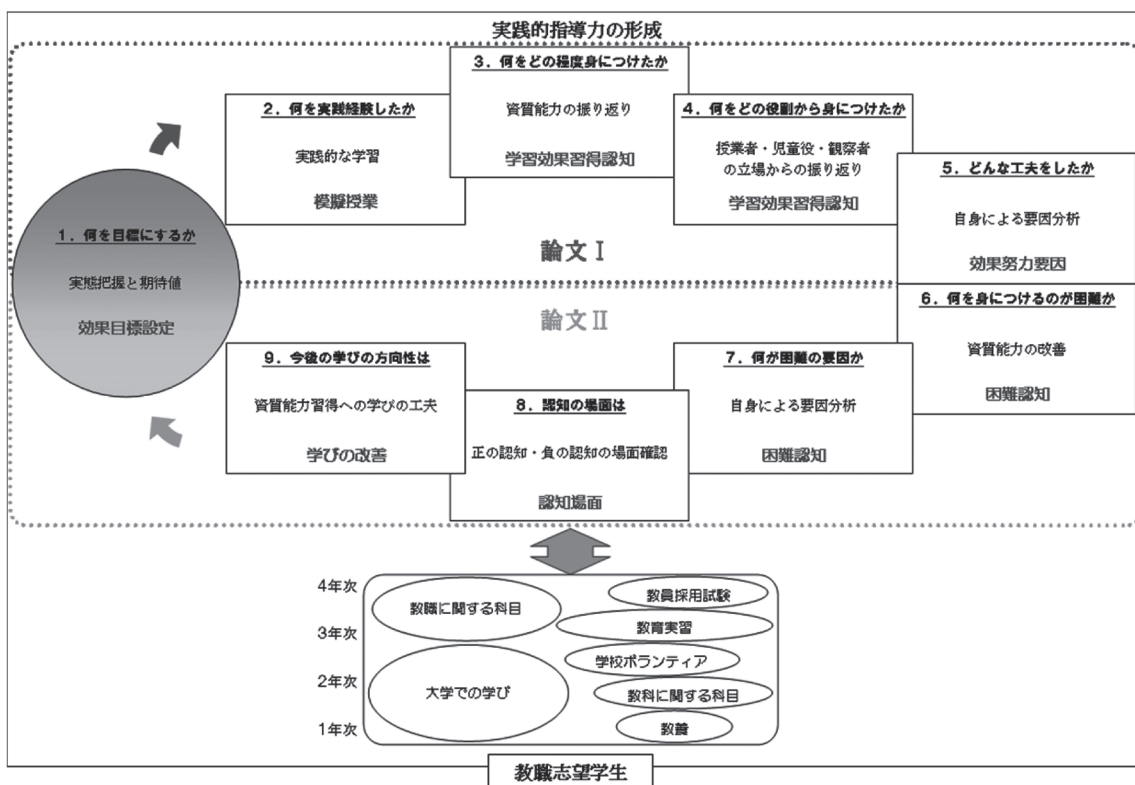 実践的指導力の形成
1．何を目標にするか
実態把握と期待値
効果目標設定
2．何を実践経験したか
実践的な学習
模擬授業
3．何をどの程度身につけたか
資質能力の振り返り
学習効果習得認知
4．何をどの役割から身につけたか
授業者・児童役・観察者
の立場からの振り返り
学習効果習得認知
5．どんな工夫をしたか
自身による要因分析
効果努力要因
論文Ⅰ
論文Ⅱ
6．何を身につけるのが困難か
資質能力の改善
困難認知
7．何が困難の要因か
自身による要因分析
困難認知
8．認知の場面は
正の認知・負の認知の場面確認
認知場面
9．今後の学びの方向性は
資質能力習得への学びの工夫
学びの改善
4年次
3年次
2年次
1年次
教職に関する科目
大学での学び
教員採用試験
教育実習
学校ボランティア
教科に関する科目
教養
教職志望学生